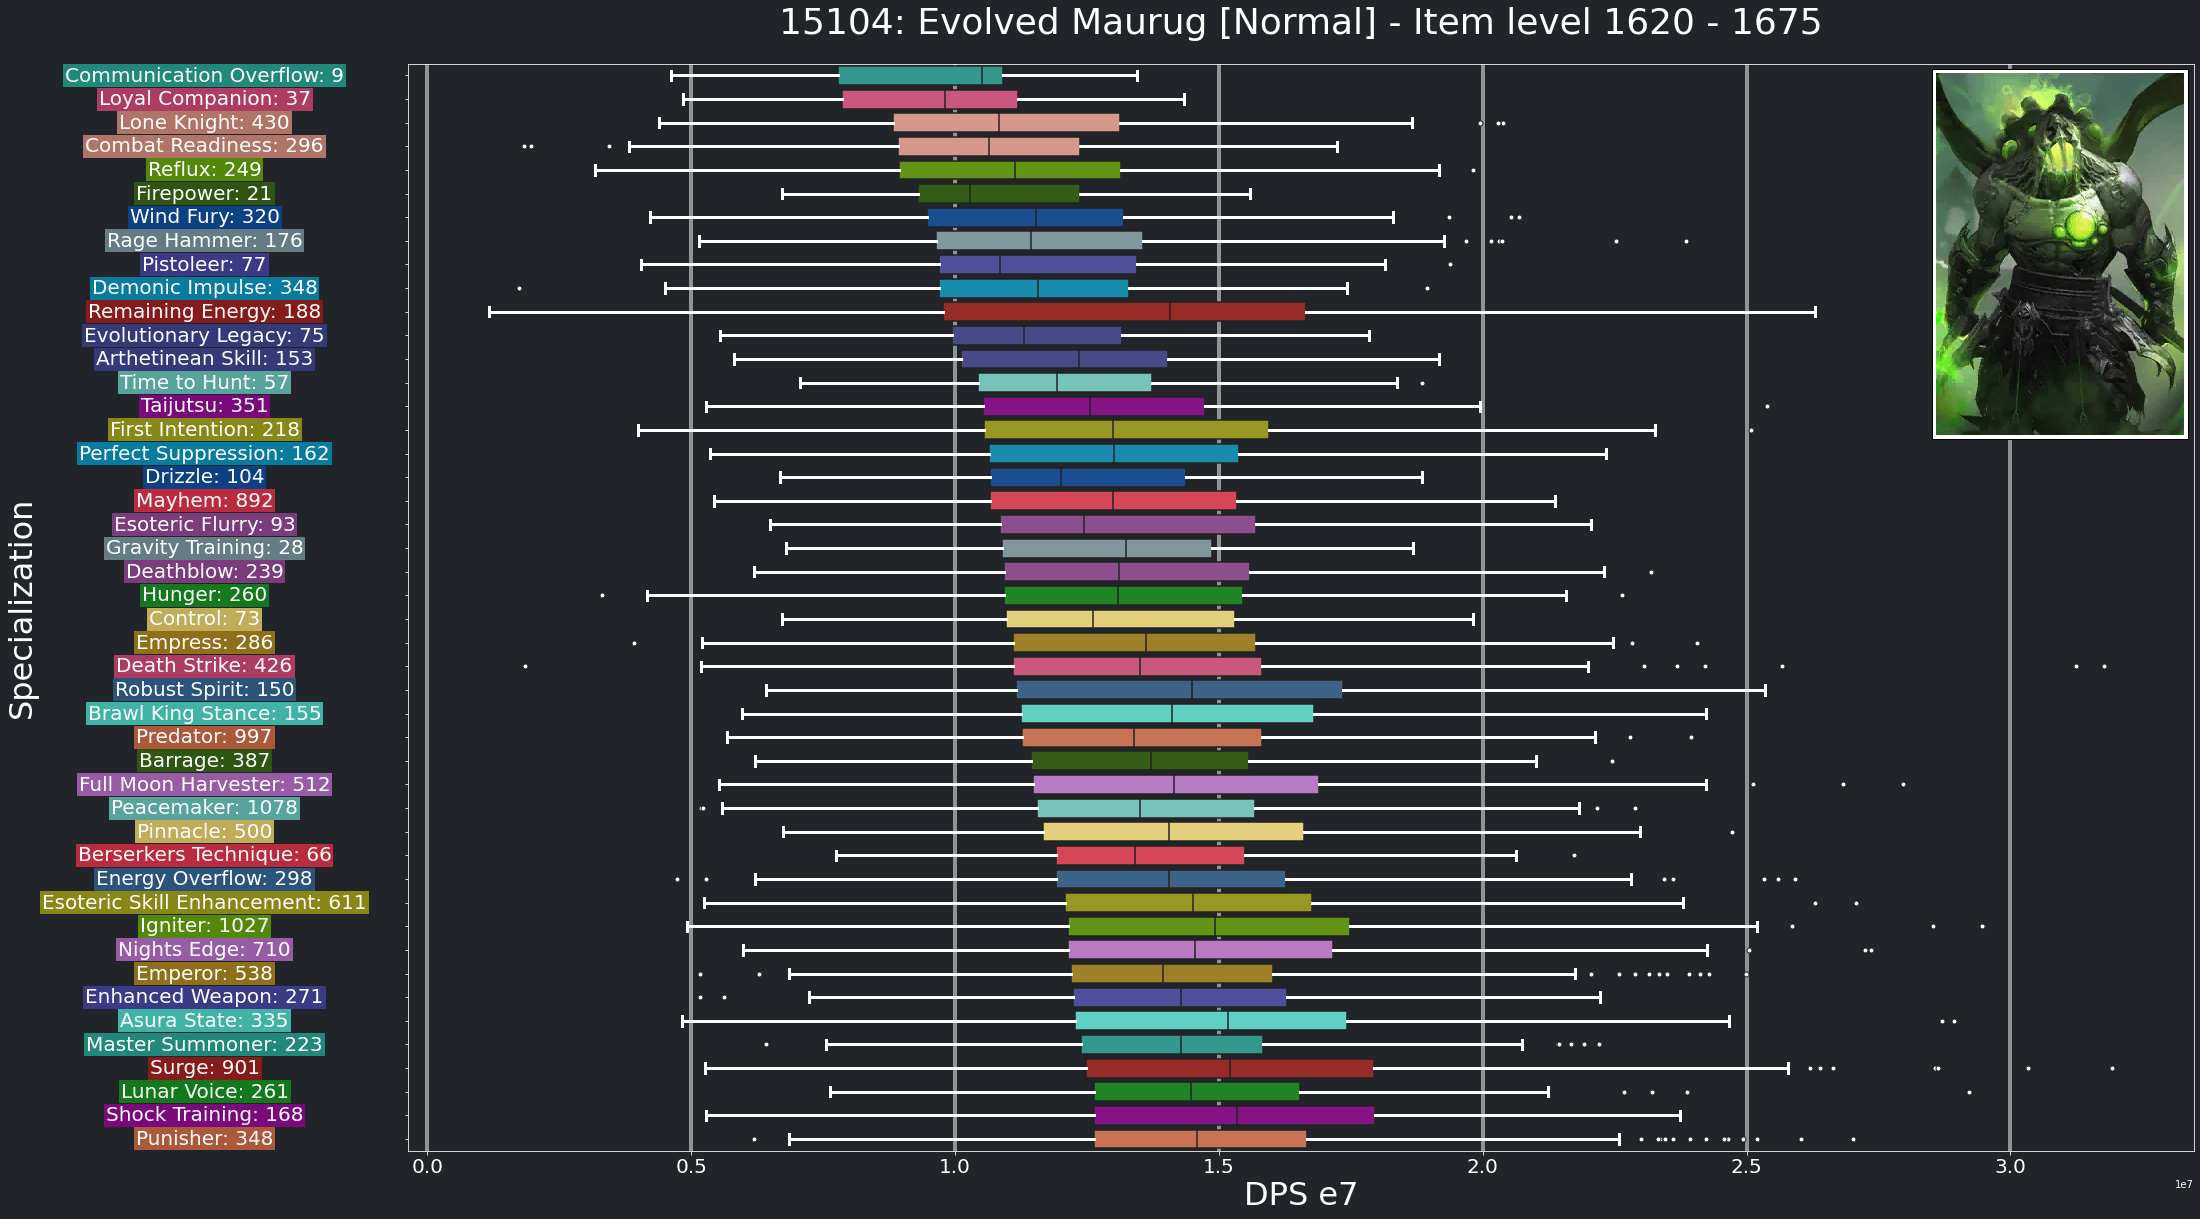 15104: Evolved Maurug [Normal] - Item level 1620 - 1675
Specialization
Communication Overflow: 9
Loyal Companion: 37
Lone Knight: 430
Combat Readiness: 296
Reflux: 249
Firepower: 21
Wind Fury: 320
Rage Hammer: 176
Pistoleer: 77
Demonic Impulse: 348
Remaining Energy: 188
Evolutionary Legacy: 75
Arthetinean Skill: 153
Time to Hunt: 57
Taijutsu: 351
First Intention: 218
Perfect Suppression: 162
Drizzle: 104
Mayhem: 892
Esoteric Flurry: 93
Gravity Training: 28
Deathblow: 239
Hunger: 260
Control: 73
Empress: 286
Death Strike: 426
Robust Spirit: 150
Brawl King Stance: 155
Predator: 997
Barrage: 387
Full Moon Harvester: 512
Peacemaker: 1078
Pinnacle: 500
Berserkers Technique: 66
Energy Overflow: 298
Esoteric Skill Enhancement: 611
Igniter: 1027
Nights Edge: 710
Emperor: 538
Enhanced Weapon: 271
Asura State: 335
Master Summoner: 223
Surge: 901
Lunar Voice: 261
Shock Training: 168
Punisher: 348
0.0 0.5 1.0 1.5 2.0 2.5 3.0
DPS e7
1e7